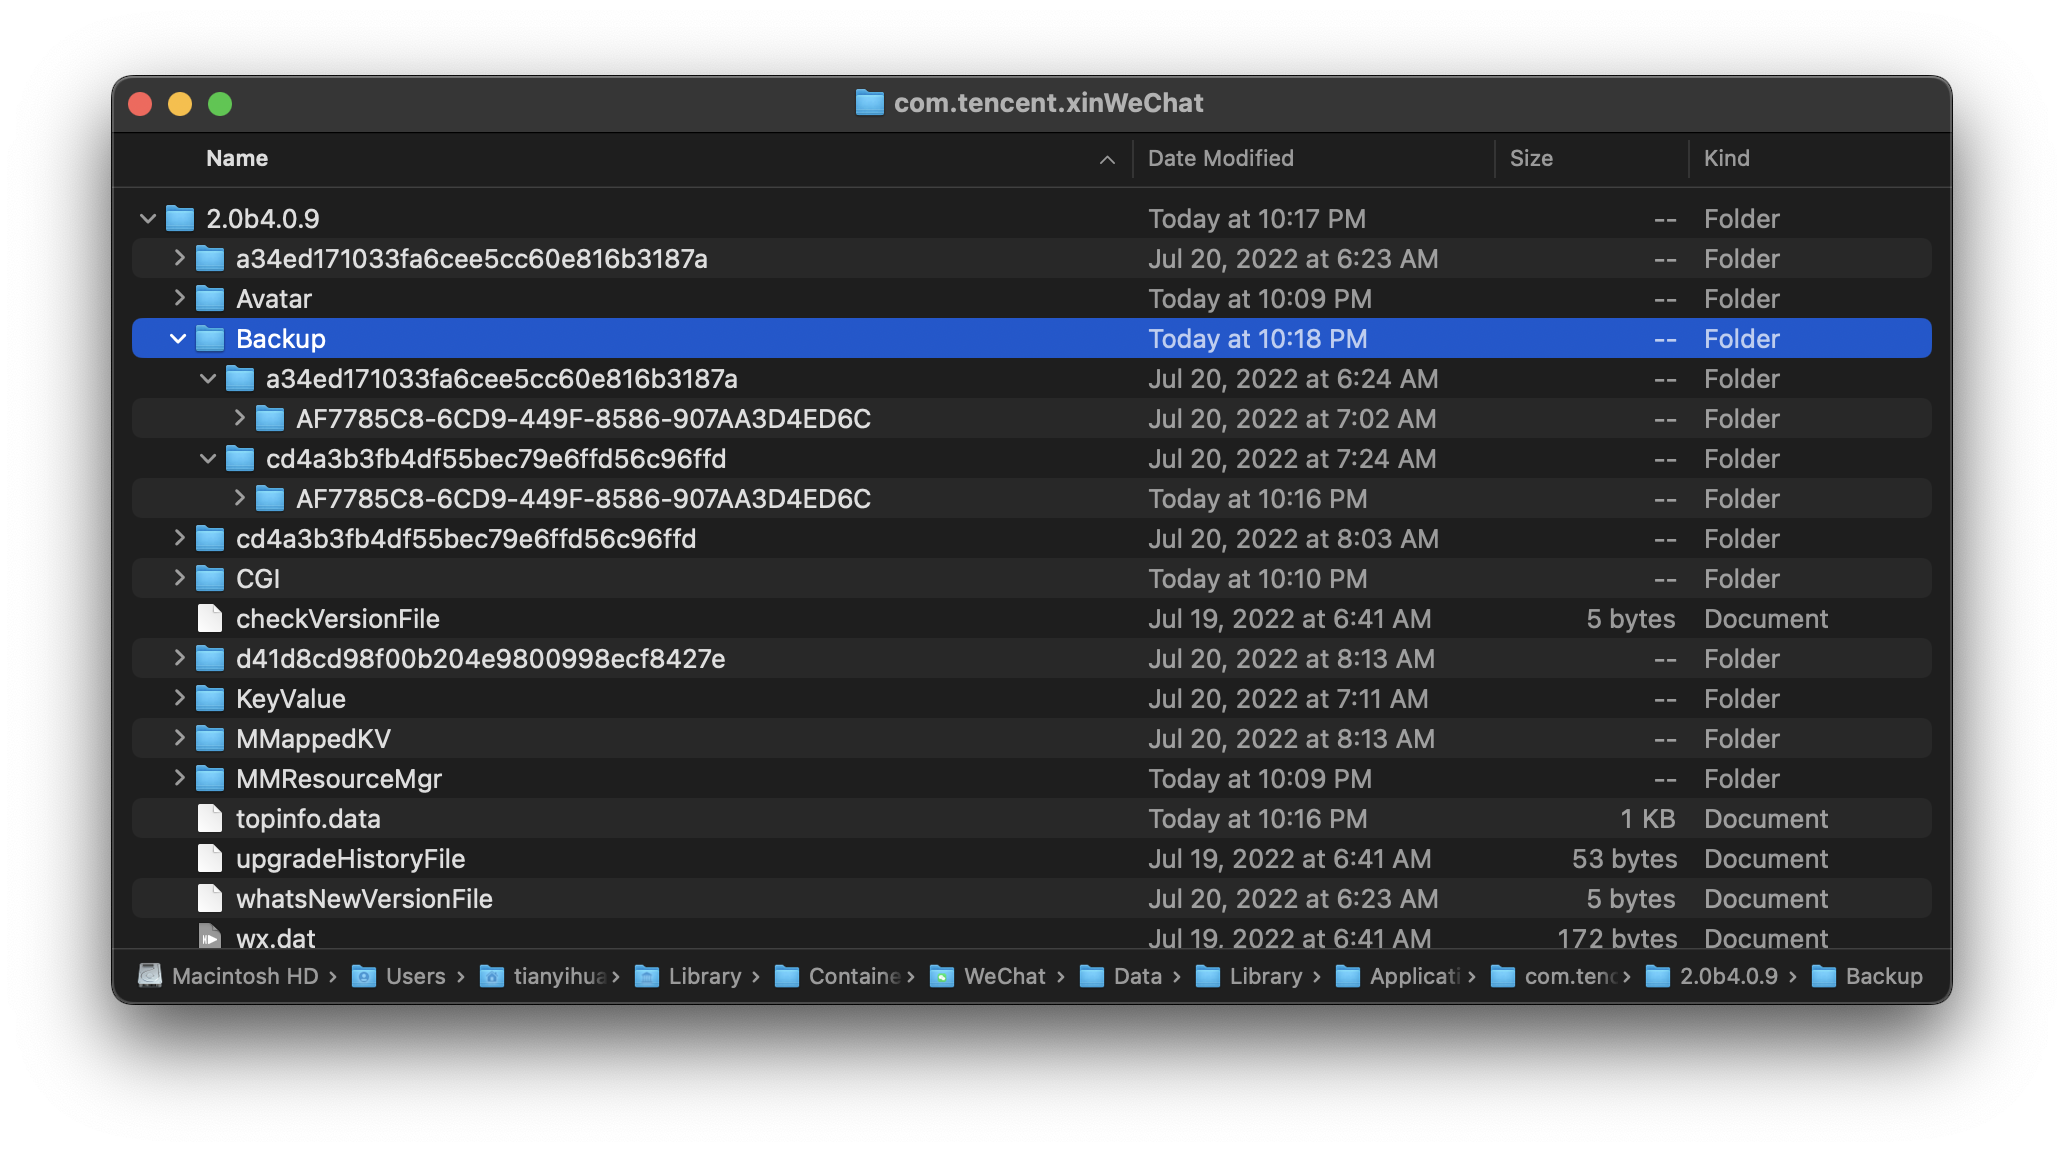 com.tencent.xinWeChat
Name Date Modified Size Kind
2.0b4.0.9 Today at 10:17 PM -- Folder
a34ed171033fa6cee5cc60e816b3187a Jul 20, 2022 at 6:23 AM -- Folder
Avatar Today at 10:09 PM -- Folder
Backup Today at 10:18 PM -- Folder
a34ed171033fa6cee5cc60e816b3187a Jul 20, 2022 at 6:24 AM -- Folder
AF7785C8-6CD9-449F-8586-907AA3D4ED6C Jul 20, 2022 at 7:02 AM -- Folder
cd4a3b3fb4df55bec79e6ffd56c96ffd Jul 20, 2022 at 7:24 AM -- Folder
AF7785C8-6CD9-449F-8586-907AA3D4ED6C Today at 10:16 PM -- Folder
cd4a3b3fb4df55bec79e6ffd56c96ffd Jul 20, 2022 at 8:03 AM -- Folder
CGI Today at 10:10 PM -- Folder
checkVersionFile Jul 19, 2022 at 6:41 AM 5 bytes Document
d41d8cd98f00b204e9800998ecf8427e Jul 20, 2022 at 8:13 AM -- Folder
KeyValue Jul 20, 2022 at 7:11 AM -- Folder
MMappedKV Jul 20, 2022 at 8:13 AM -- Folder
MMResourceMgr Today at 10:09 PM -- Folder
topinfo.data Today at 10:16 PM 1 KB Document
upgradeHistoryFile Jul 19, 2022 at 6:41 AM 53 bytes Document
whatsNewVersionFile Jul 20, 2022 at 6:23 AM 5 bytes Document
wx.dat Jul 19, 2022 at 6:41 AM 172 bytes Document
Macintosh HD › Users › tianyihua › Library › Containe › WeChat › Data › Library › Applicati › com.tenc › 2.0b4.0.9 › Backup